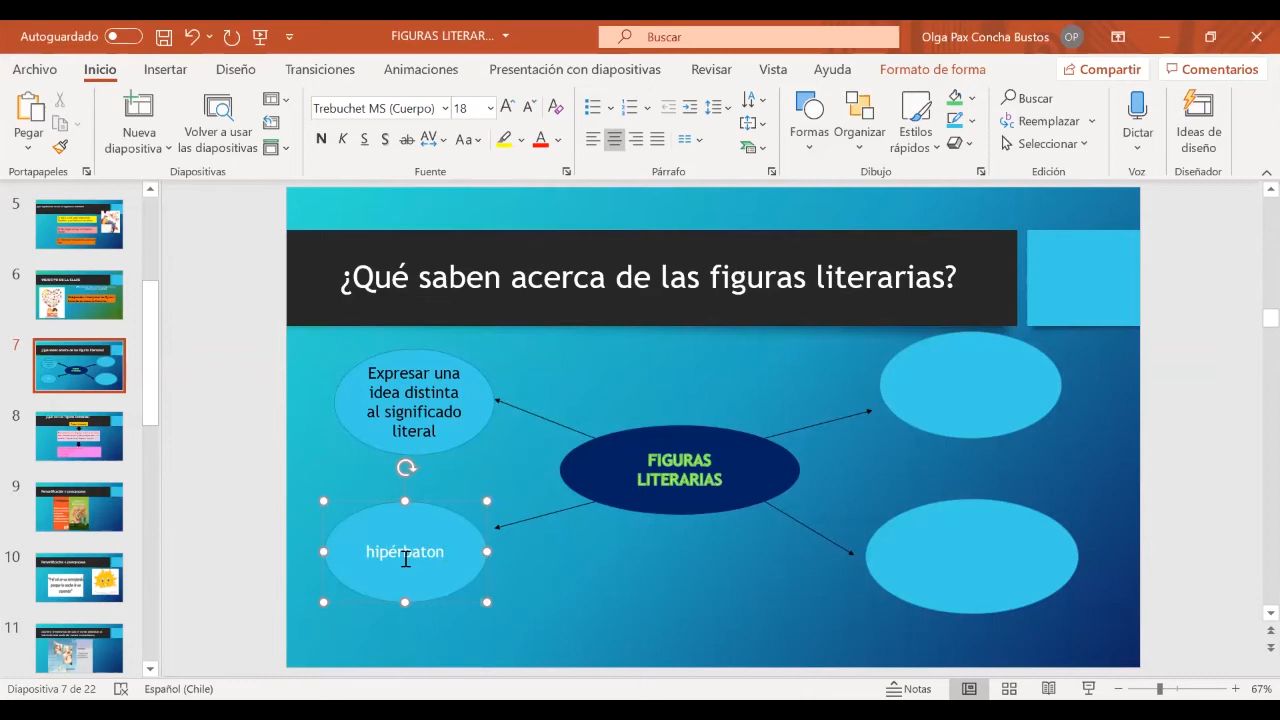 Autoguardado
FIGURAS LITERAR...
Buscar
Olga Pax Concha Bustos
OP
Archivo
Inicio
Insertar
Diseño
Transiciones
Animaciones
Presentación con diapositivas
Revisar
Vista
Ayuda
Formato de forma
Compartir
Comentarios
Pegar
Nueva
diapositiva
Volver a usar
las diapositivas
Trebuchet MS (Cuerpo)
18
N K S S ab AV Aa A
Formas
Organizar
Estilos
rápidos
Buscar
Reemplazar
Seleccionar
Dictar
Ideas de
diseño
Portapapeles
Diapositivas
Fuente
Párrafo
Dibujo
Edición
Voz
Diseñador
5
6
7
8
9
10
11
¿Qué saben acerca de las figuras literarias?
Expresar una
idea distinta
al significado
literal
FIGURAS
LITERARIAS
hipérbaton
Diapositiva 7 de 22
Español (Chile)
Notas
67%